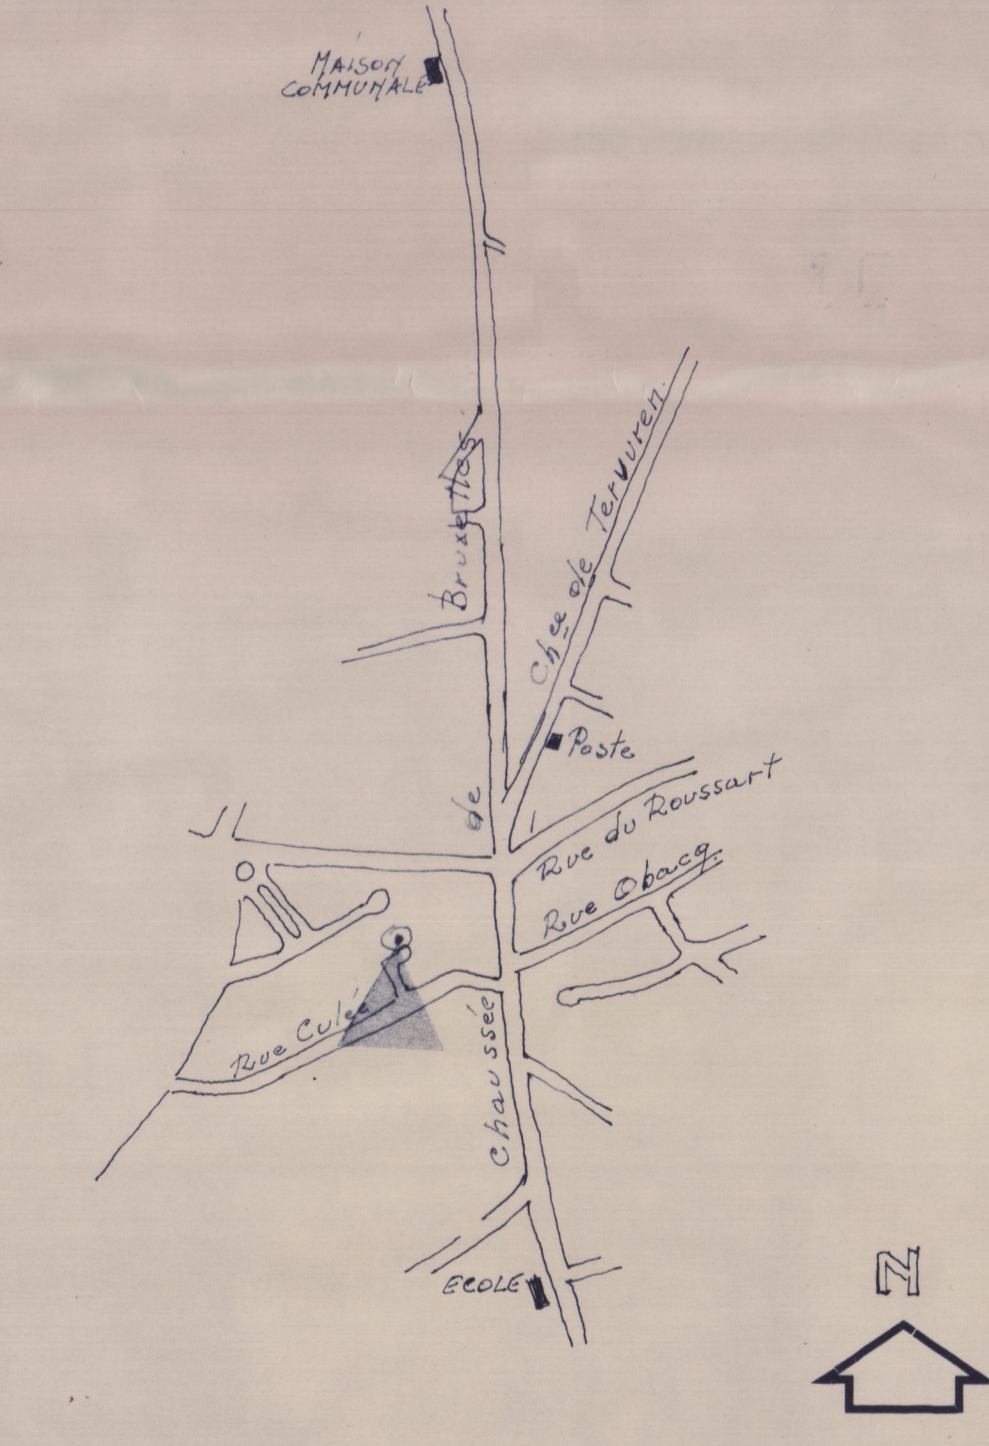 MAISON
COMMUNALE
Chaussée de Bruxelles
Chée de Tervuren.
Poste
Rue du Roussart
Rue Obacq.
Rue Culée
ECOLE
N